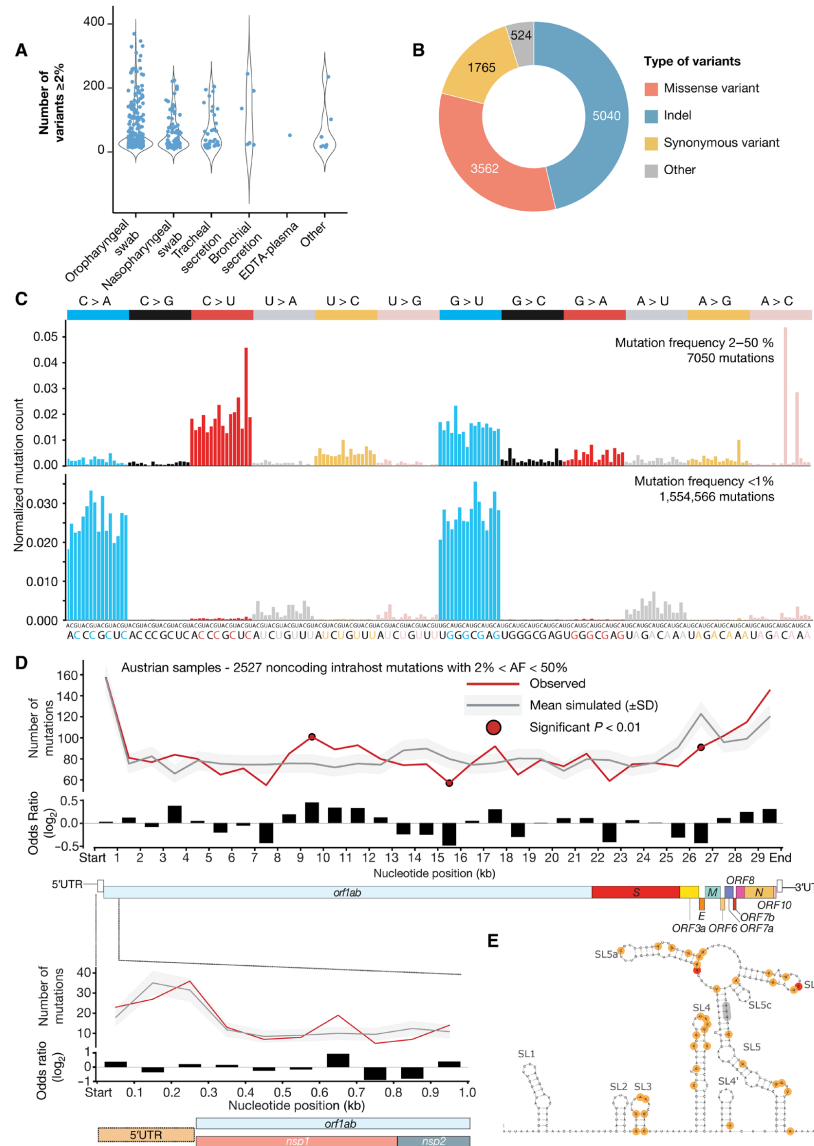 A
Number of
variants ≥2%
400
200
0
Oropharyngeal
swab
Nasopharyngeal
swab
Tracheal
secretion
Bronchial
secretion
EDTA-plasma
Other
B
524
1765
5040
3562
Type of variants
Missense variant
Indel
Synonymous variant
Other
C
C > A C > G C > U U > A U > C U > G G > U G > C G > A A > U A > G A > C
Normalized mutation count
0.05
0.04
0.03
0.02
0.01
0.00
Mutation frequency 2–50 %
7050 mutations
0.030
0.020
0.010
0.000
Mutation frequency <1%
1,554,566 mutations
ACCCGCUCACCCGCUCACCCGCUCAUCUGUUUAUCUGUUUAUCUGUUUUGGGCGAGUGGGCGAGUGGGCGAGUAGACAAAUAGACAAAUAGACAAA
D
Austrian samples - 2527 noncoding intrahost mutations with 2% < AF < 50%
Number of
mutations
160
140
120
100
80
60
Observed
Mean simulated (±SD)
Significant P < 0.01
Odds Ratio
(log2)
0.5
0.0
−0.5
Start 1 2 3 4 5 6 7 8 9 10 11 12 13 14 15 16 17 18 19 20 21 22 23 24 25 26 27 28 29 End
Nucleotide position (kb)
5'UTR
orf1ab
S
M
N
ORF8
3'UTR
ORF10
E
ORF3a
ORF6
ORF7b
ORF7a
Number of
mutations
40
30
20
10
Odds ratio
(log2)
1
0
−1
Start 0.1 0.2 0.3 0.4 0.5 0.6 0.7 0.8 0.9 1.0
Nucleotide position (kb)
5'UTR
orf1ab
nsp1
nsp2
E
SL5a
SL
SL5c
SL4
SL5
SL1
SL2
SL3
SL4'